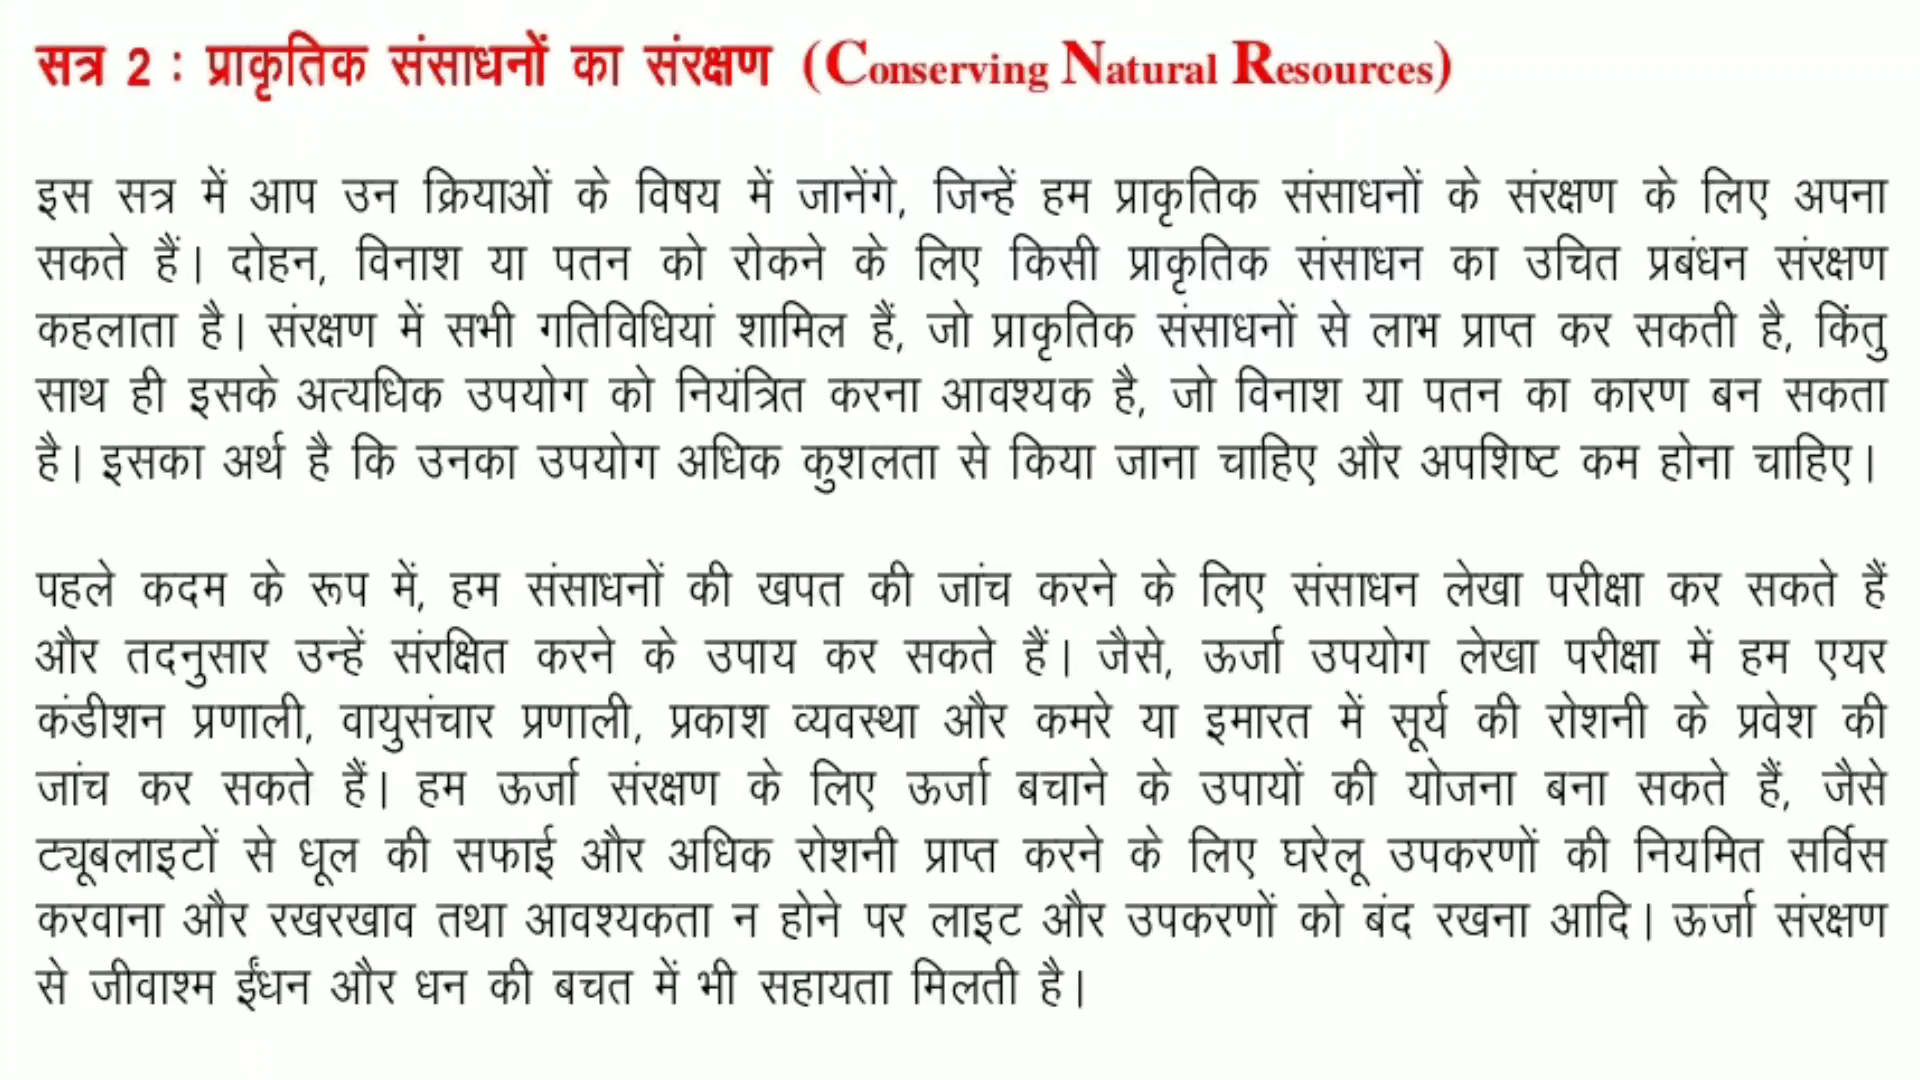 सत्र 2 : प्राकृतिक संसाधनों का संरक्षण (Conserving Natural Resources)
इस सत्र में आप उन क्रियाओं के विषय में जानेंगे, जिन्हें हम प्राकृतिक संसाधनों के संरक्षण के लिए अपना
सकते हैं। दोहन, विनाश या पतन को रोकने के लिए किसी प्राकृतिक संसाधन का उचित प्रबंधन संरक्षण
कहलाता है। संरक्षण में सभी गतिविधियां शामिल हैं, जो प्राकृतिक संसाधनों से लाभ प्राप्त कर सकती है, किंतु
साथ ही इसके अत्यधिक उपयोग को नियंत्रित करना आवश्यक है, जो विनाश या पतन का कारण बन सकता
है। इसका अर्थ है कि उनका उपयोग अधिक कुशलता से किया जाना चाहिए और अपशिष्ट कम होना चाहिए।
पहले कदम के रूप में, हम संसाधनों की खपत की जांच करने के लिए संसाधन लेखा परीक्षा कर सकते हैं
और तदनुसार उन्हें संरक्षित करने के उपाय कर सकते हैं। जैसे, ऊर्जा उपयोग लेखा परीक्षा में हम एयर
कंडीशन प्रणाली, वायुसंचार प्रणाली, प्रकाश व्यवस्था और कमरे या इमारत में सूर्य की रोशनी के प्रवेश की
जांच कर सकते हैं। हम ऊर्जा संरक्षण के लिए ऊर्जा बचाने के उपायों की योजना बना सकते हैं, जैसे
ट्यूबलाइटों से धूल की सफाई और अधिक रोशनी प्राप्त करने के लिए घरेलू उपकरणों की नियमित सर्विस
करवाना और रखरखाव तथा आवश्यकता न होने पर लाइट और उपकरणों को बंद रखना आदि। ऊर्जा संरक्षण
से जीवाश्म ईंधन और धन की बचत में भी सहायता मिलती है।